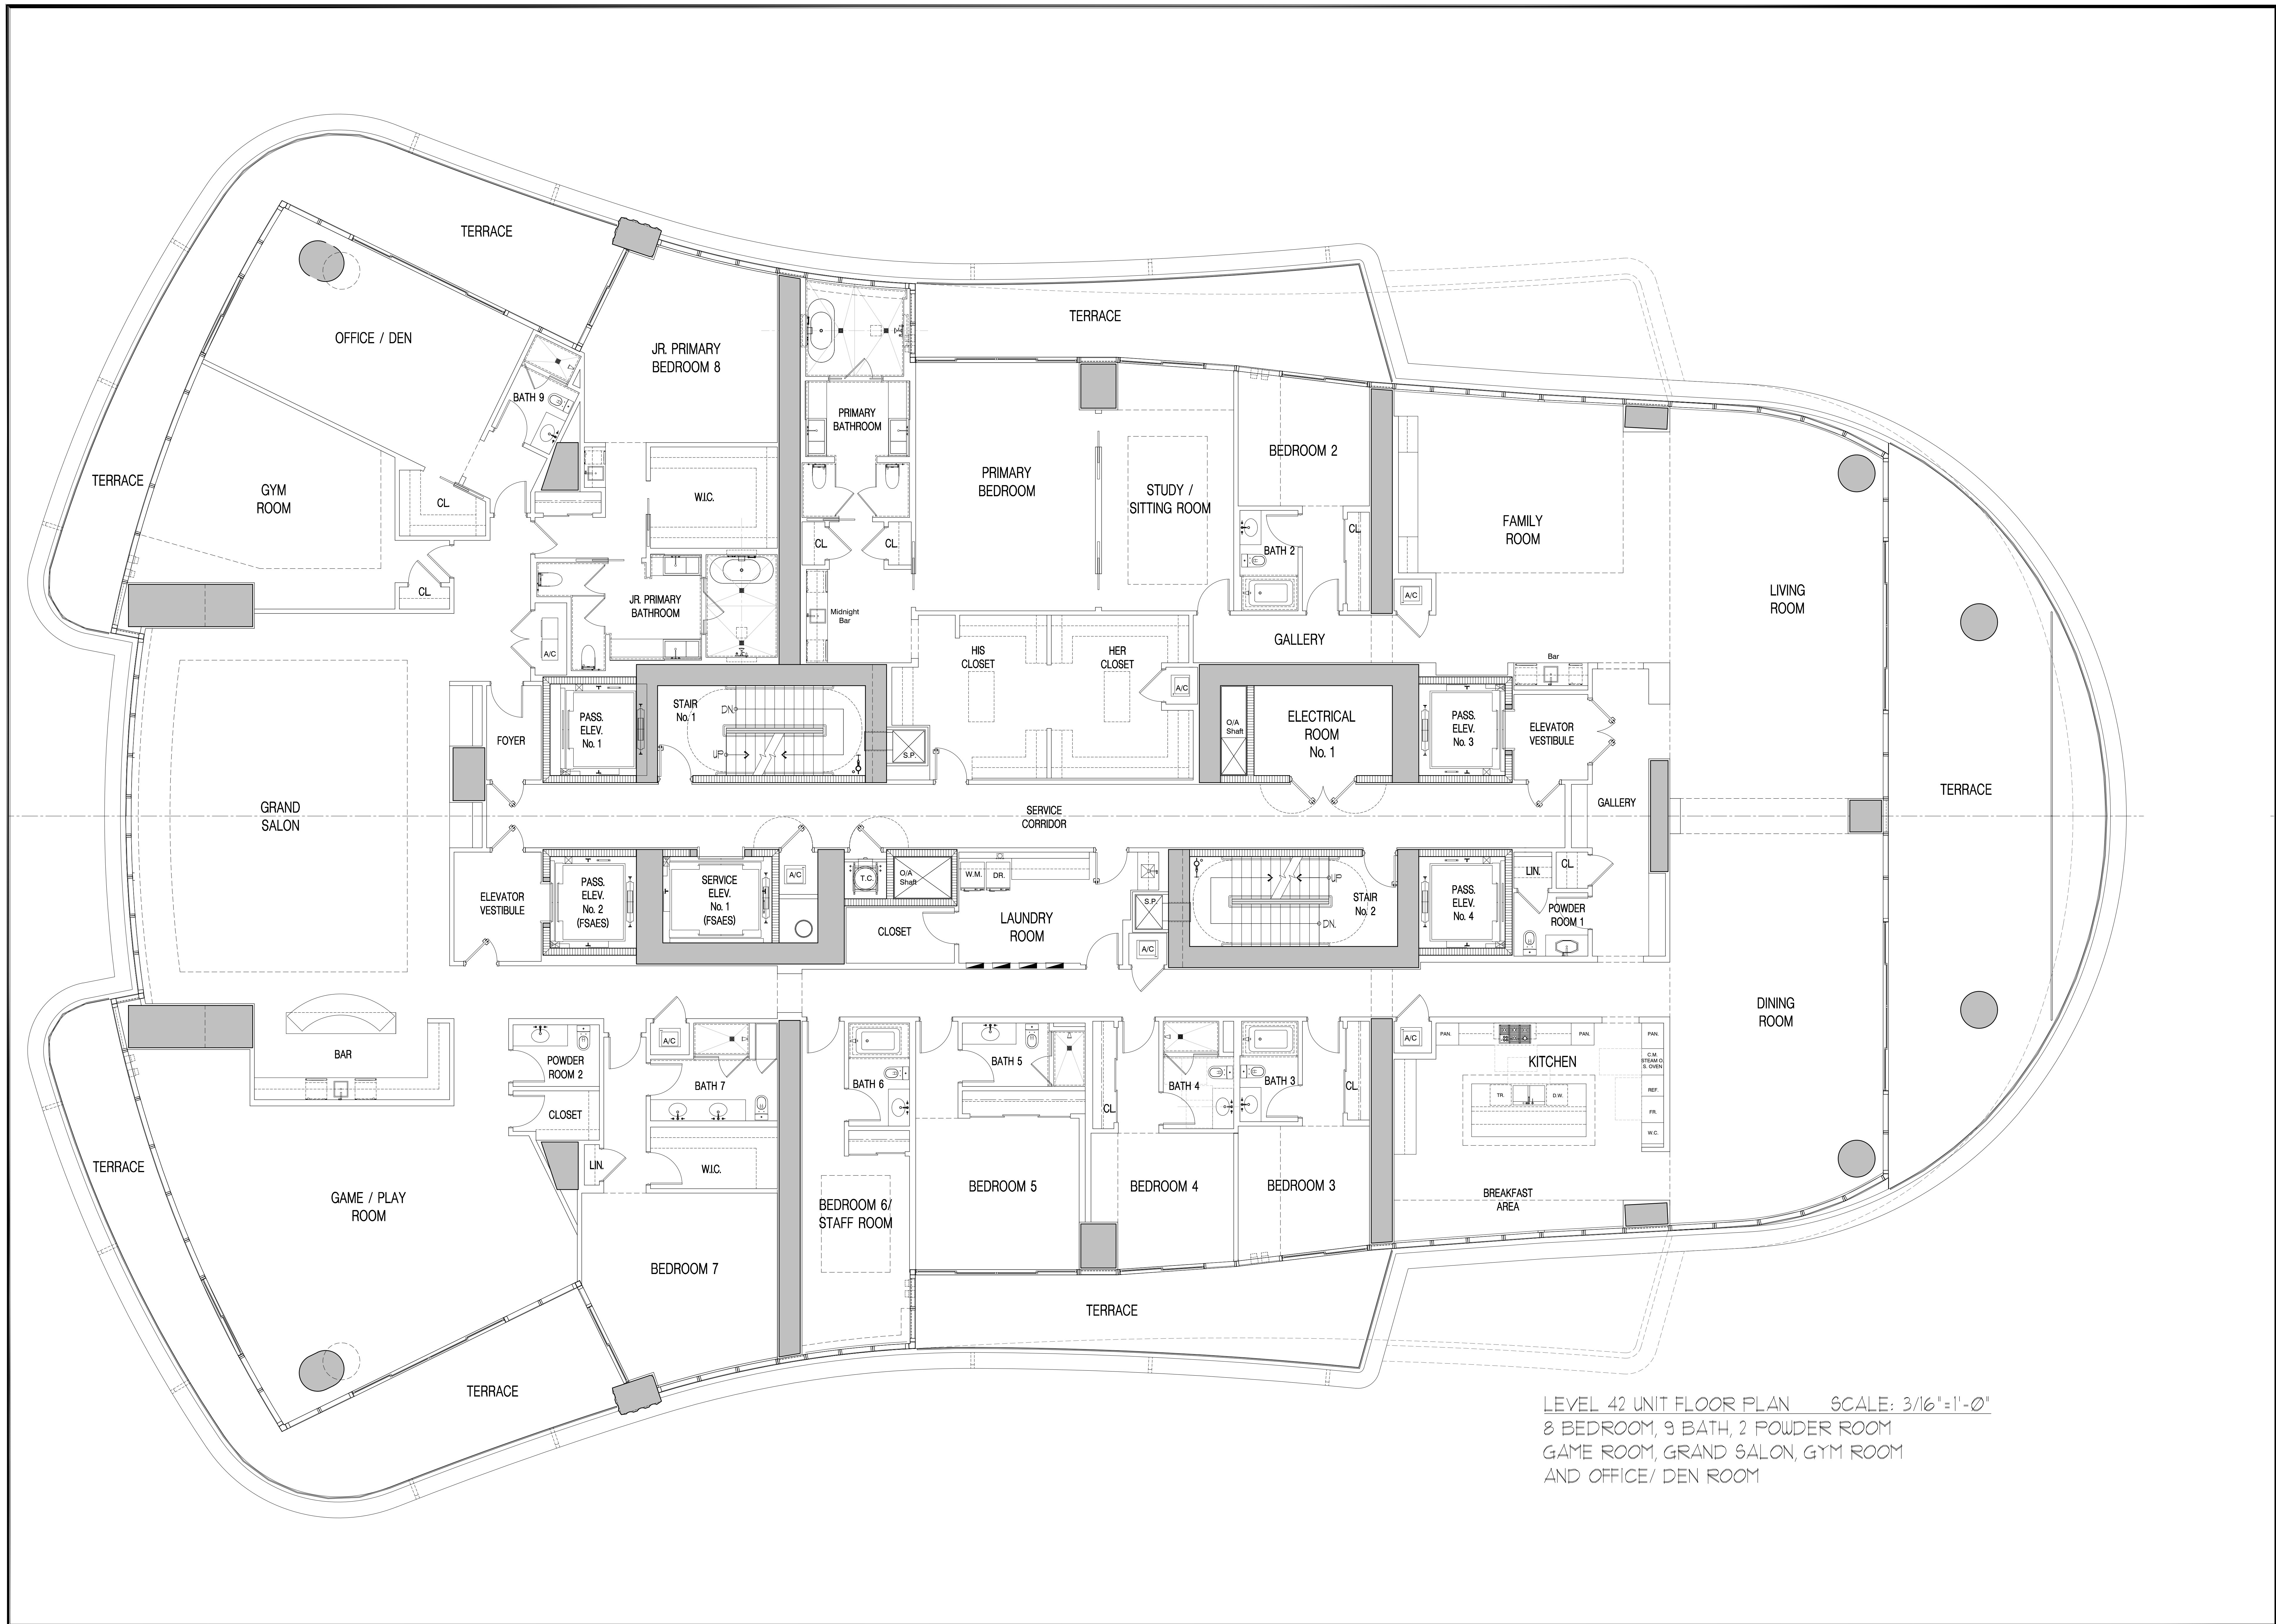 TERRACE
OFFICE / DEN
BATH 9
JR. PRIMARY
BEDROOM 8
TERRACE
GYM
ROOM
CL.
CL.
W.I.C.
JR. PRIMARY
BATHROOM
A/C
PRIMARY
BATHROOM
CL.
CL.
Midnight
Bar
TERRACE
PRIMARY
BEDROOM
STUDY /
SITTING ROOM
BEDROOM 2
BATH 2
CL.
FAMILY
ROOM
A/C
LIVING
ROOM
GALLERY
HIS
CLOSET
HER
CLOSET
A/C
Bar
FOYER
PASS.
ELEV.
No. 1
STAIR
No. 1
DN.
UP
S.P.
O/A
Shaft
ELECTRICAL
ROOM
No. 1
PASS.
ELEV.
No. 3
ELEVATOR
VESTIBULE
GRAND
SALON
SERVICE
CORRIDOR
GALLERY
TERRACE
ELEVATOR
VESTIBULE
PASS.
ELEV.
No. 2
(FSAES)
SERVICE
ELEV.
No. 1
(FSAES)
A/C
T.C.
O/A
Shaft
CLOSET
W.M.
DR.
LAUNDRY
ROOM
S.P.
A/C
UP
DN.
STAIR
No. 2
PASS.
ELEV.
No. 4
LIN.
CL.
POWDER
ROOM 1
BAR
POWDER
ROOM 2
CLOSET
LIN.
A/C
BATH 7
W.I.C.
BATH 6
BATH 5
CL.
BATH 4
BATH 3
CL.
A/C
PAN.
PAN.
PAN.
KITCHEN
C.M.
STEAM O.
S. OVEN
REF.
FR.
W.C.
TR.
D.W.
DINING
ROOM
TERRACE
GAME / PLAY
ROOM
BEDROOM 7
BEDROOM 6/
STAFF ROOM
BEDROOM 5
BEDROOM 4
BEDROOM 3
BREAKFAST
AREA
TERRACE
TERRACE
LEVEL 42 UNIT FLOOR PLAN SCALE: 3/16"=1'-0"
8 BEDROOM, 9 BATH, 2 POWDER ROOM
GAME ROOM, GRAND SALON, GYM ROOM
AND OFFICE/ DEN ROOM